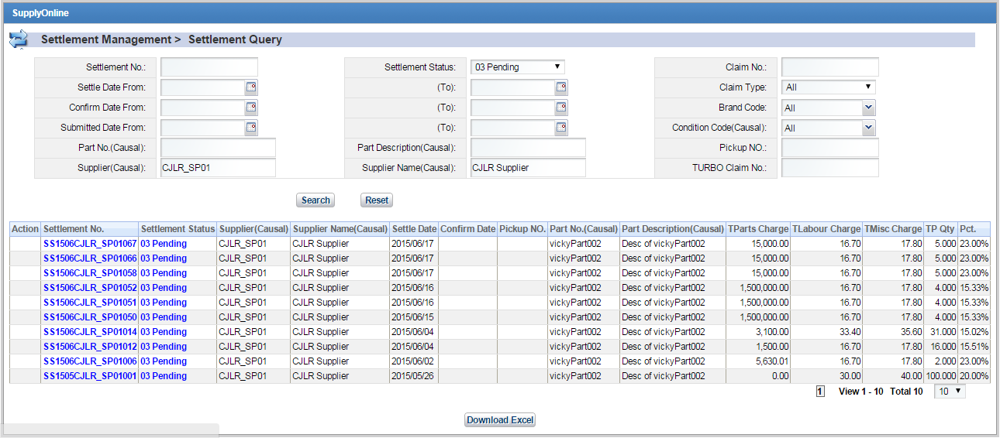 SupplyOnline
Settlement Management > Settlement Query
Settlement No.: Settlement Status: 03 Pending Claim No.:
Settle Date From: (To): Claim Type: All
Confirm Date From: (To): Brand Code: All
Submitted Date From: (To): Condition Code(Causal): All
Part No.(Causal): Part Description(Causal): Pickup NO.:
Supplier(Causal): CJLR_SP01 Supplier Name(Causal): CJLR Supplier TURBO Claim No.:
Search Reset
Action Settlement No. Settlement Status Supplier(Causal) Supplier Name(Causal) Settle Date Confirm Date Pickup NO. Part No.(Causal) Part Description(Causal) TParts Charge TLabour Charge TMisc Charge TP Qty Pct.
SS1506CJLR_SP01067 03 Pending CJLR_SP01 CJLR Supplier 2015/06/17 vickyPart002 Desc of vickyPart002 15,000.00 16.70 17.80 5.000 23.00%
SS1506CJLR_SP01066 03 Pending CJLR_SP01 CJLR Supplier 2015/06/17 vickyPart002 Desc of vickyPart002 15,000.00 16.70 17.80 5.000 23.00%
SS1506CJLR_SP01058 03 Pending CJLR_SP01 CJLR Supplier 2015/06/17 vickyPart002 Desc of vickyPart002 15,000.00 16.70 17.80 5.000 23.00%
SS1506CJLR_SP01052 03 Pending CJLR_SP01 CJLR Supplier 2015/06/16 vickyPart002 Desc of vickyPart002 1,500,000.00 16.70 17.80 4.000 15.33%
SS1506CJLR_SP01051 03 Pending CJLR_SP01 CJLR Supplier 2015/06/16 vickyPart002 Desc of vickyPart002 1,500,000.00 16.70 17.80 4.000 15.33%
SS1506CJLR_SP01050 03 Pending CJLR_SP01 CJLR Supplier 2015/06/15 vickyPart002 Desc of vickyPart002 1,500,000.00 16.70 17.80 4.000 15.33%
SS1506CJLR_SP01014 03 Pending CJLR_SP01 CJLR Supplier 2015/06/04 vickyPart002 Desc of vickyPart002 3,100.00 33.40 35.60 31.000 15.02%
SS1506CJLR_SP01012 03 Pending CJLR_SP01 CJLR Supplier 2015/06/04 vickyPart002 Desc of vickyPart002 1,500.00 16.70 17.80 16.000 15.51%
SS1506CJLR_SP01006 03 Pending CJLR_SP01 CJLR Supplier 2015/06/02 vickyPart002 Desc of vickyPart002 5,630.01 16.70 17.80 2.000 23.00%
SS1505CJLR_SP01001 03 Pending CJLR_SP01 CJLR Supplier 2015/05/26 vickyPart002 Desc of vickyPart002 0.00 30.00 40.00 100.000 20.00%
1 View 1 - 10 Total 10 10
Download Excel